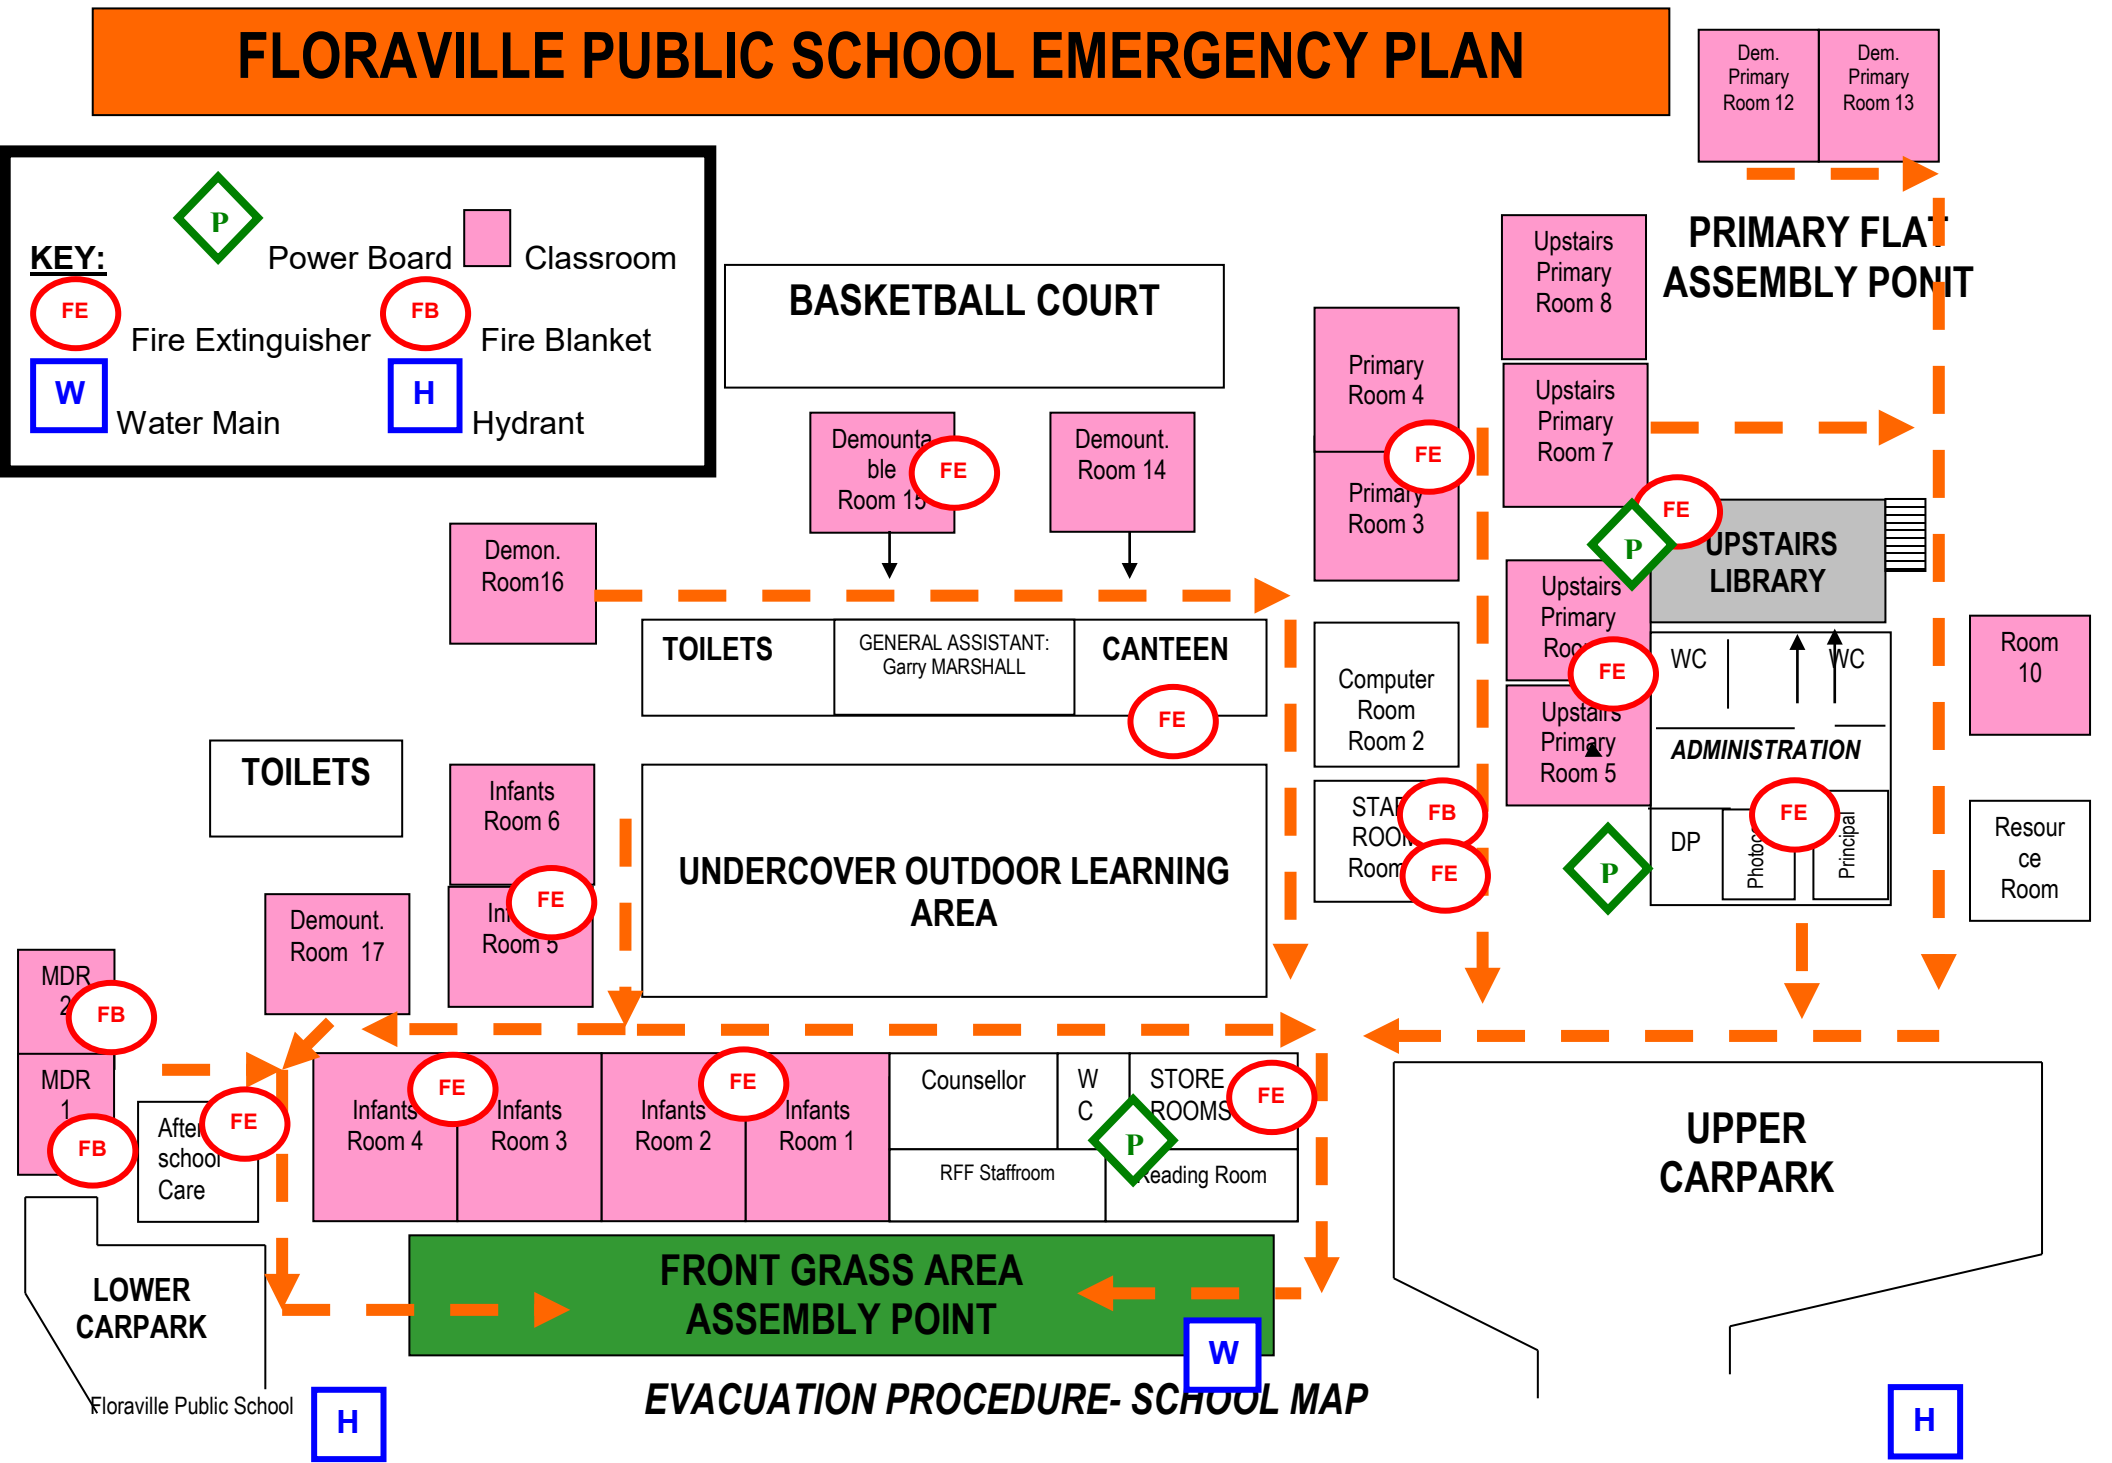 FLORAVILLE PUBLIC SCHOOL EMERGENCY PLAN
Dem.
Primary
Room 12
Dem.
Primary
Room 13
KEY:
P
Power Board
Classroom
FE
Fire Extinguisher
FB
Fire Blanket
W
Water Main
H
Hydrant
BASKETBALL COURT
PRIMARY FLAT
ASSEMBLY PONIT
Upstairs
Primary
Room 8
Primary
Room 4
FE
Primary
Room 3
Upstairs
Primary
Room 7
FE
P
UPSTAIRS
LIBRARY
Demounta
ble
Room 15
FE
Demount.
Room 14
Demon.
Room16
TOILETS
GENERAL ASSISTANT:
Garry MARSHALL
CANTEEN
FE
Computer
Room
Room 2
Upstairs
Primary
FE
WC
WC
Room
10
Upstairs
Primary
Room 5
ADMINISTRATION
TOILETS
Infants
Room 6
FE
Room 5
UNDERCOVER OUTDOOR LEARNING
AREA
FB
Room
FE
P
DP
FE
Principal
Resour
ce
Room
Demount.
Room 17
MDR
2
FB
MDR
1
FB
After
school
Care
FE
Infants
Room 4
FE
Infants
Room 3
Infants
Room 2
FE
Infants
Room 1
Counsellor
W
C
STORE
ROOMS
FE
P
RFF Staffroom
Reading Room
UPPER
CARPARK
LOWER
CARPARK
FRONT GRASS AREA
ASSEMBLY POINT
W
Floraville Public School
H
EVACUATION PROCEDURE- SCHOOL MAP
H